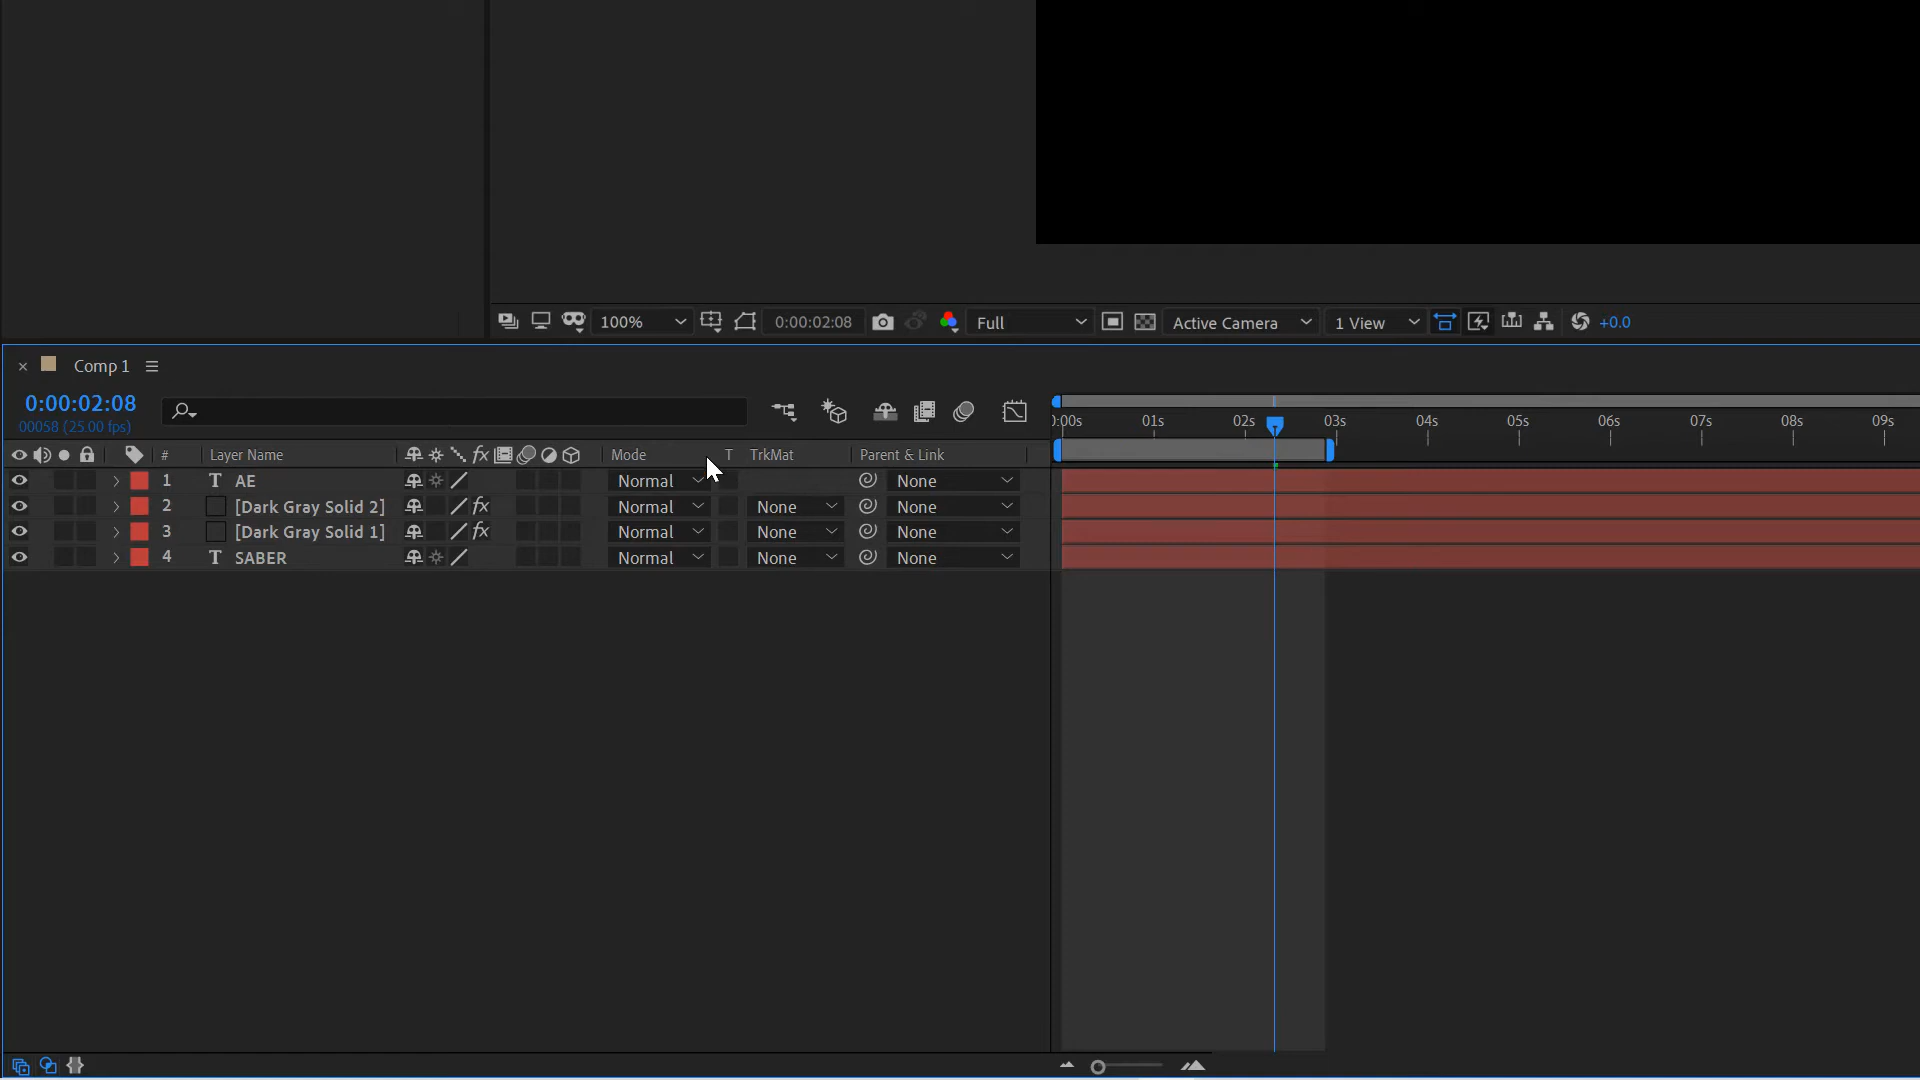 100% 0:00:02:08 Full Active Camera 1 View +0.0
× Comp 1
0:00:02:08
00058 (25.00 fps)
):00s 01s 02s 03s 04s 05s 06s 07s 08s 09s
# Layer Name fx Mode T TrkMat Parent & Link
1 T AE Normal None
2 [Dark Gray Solid 2] fx Normal None None
3 [Dark Gray Solid 1] fx Normal None None
4 T SABER Normal None None